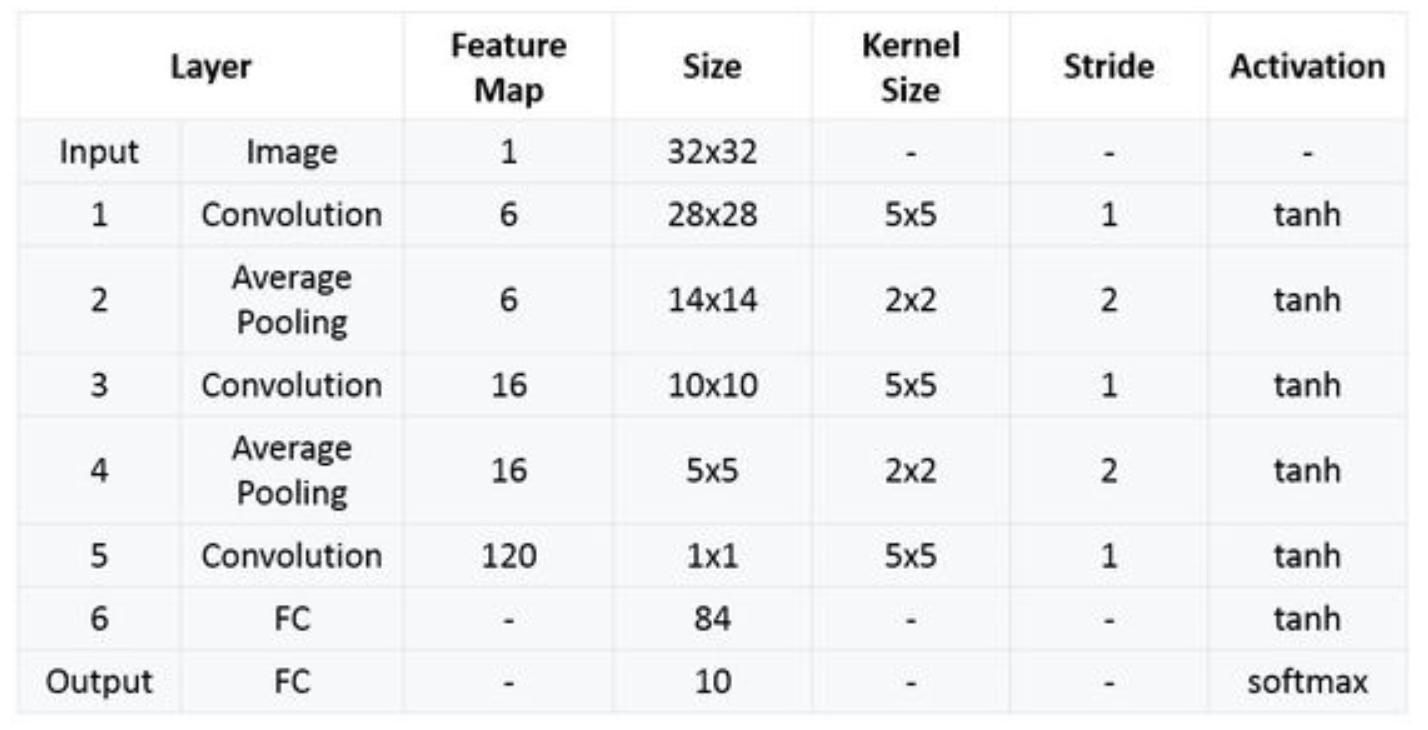 Layer Feature Map Size Kernel Size Stride Activation
Input Image 1 32x32 - - -
1 Convolution 6 28x28 5x5 1 tanh
2 Average Pooling 6 14x14 2x2 2 tanh
3 Convolution 16 10x10 5x5 1 tanh
4 Average Pooling 16 5x5 2x2 2 tanh
5 Convolution 120 1x1 5x5 1 tanh
6 FC - 84 - - tanh
Output FC - 10 - - softmax